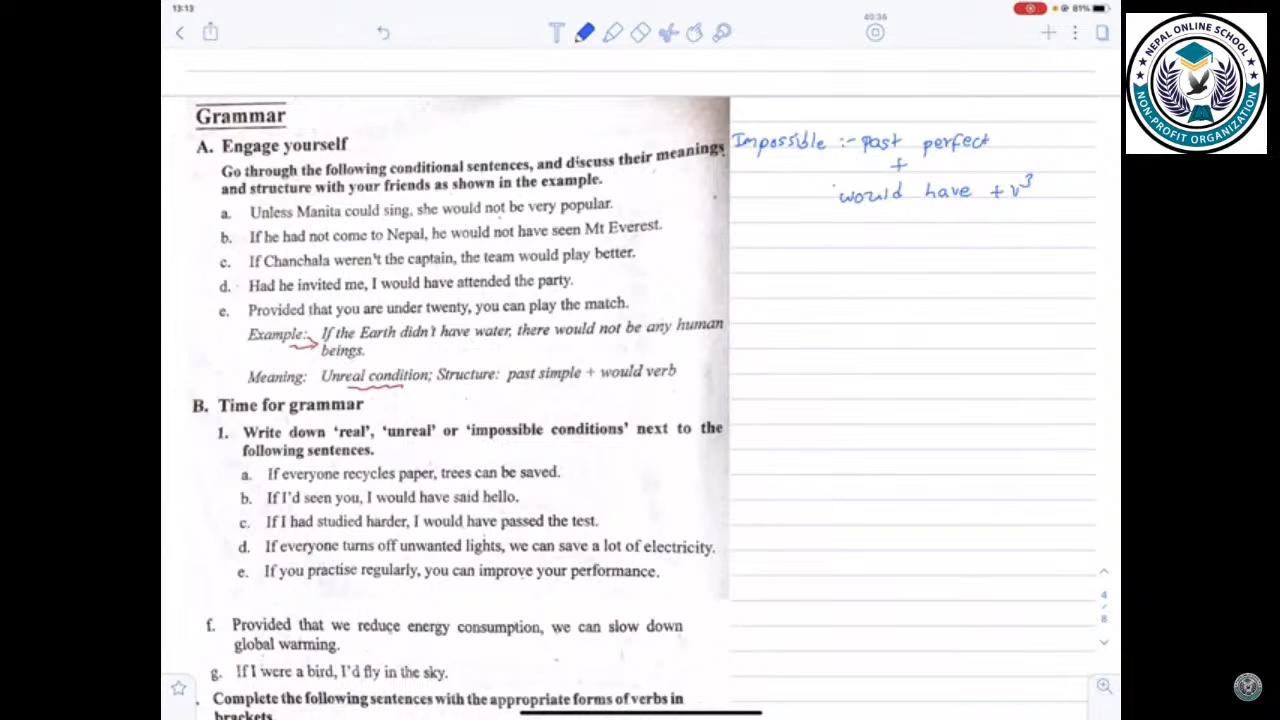 13:13
40:36
81%
NEPAL ONLINE SCHOOL
NON-PROFIT ORGANIZATION
Grammar
A. Engage yourself
Go through the following conditional sentences, and discuss their meanings
and structure with your friends as shown in the example.
a. Unless Manita could sing, she would not be very popular.
b. If he had not come to Nepal, he would not have seen Mt Everest.
c. If Chanchala weren't the captain, the team would play better.
d. Had he invited me, I would have attended the party.
e. Provided that you are under twenty, you can play the match.
Example: If the Earth didn't have water, there would not be any human
beings.
Meaning: Unreal condition; Structure: past simple + would verb
Impossible :- past perfect
+
would have + v3
B. Time for grammar
1. Write down 'real', 'unreal' or 'impossible conditions' next to the
following sentences.
a. If everyone recycles paper, trees can be saved.
b. If I'd seen you, I would have said hello.
c. If I had studied harder, I would have passed the test.
d. If everyone turns off unwanted lights, we can save a lot of electricity.
e. If you practise regularly, you can improve your performance.
f. Provided that we reduce energy consumption, we can slow down
global warming.
g. If I were a bird, I'd fly in the sky.
Complete the following sentences with the appropriate forms of verbs in
brackets.
4
/
8